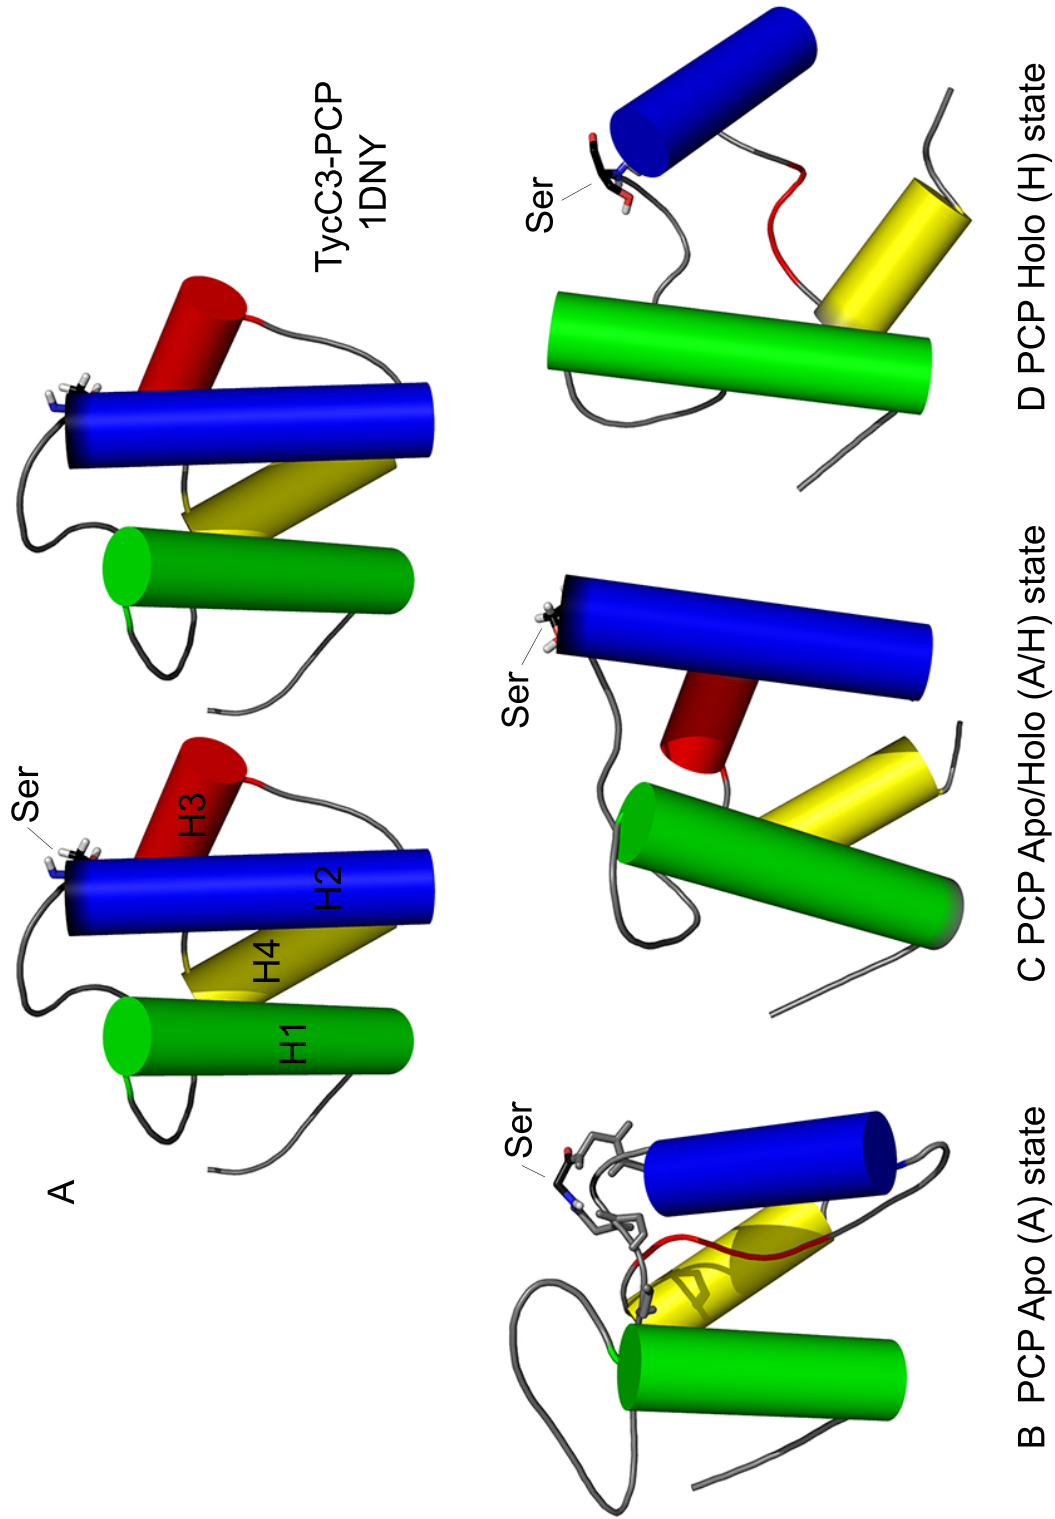 A
Ser
H1
H4
H2
H3
TycC3-PCP
1DNY
Ser
Ser
Ser
B PCP Apo (A) state
C PCP Apo/Holo (A/H) state
D PCP Holo (H) state